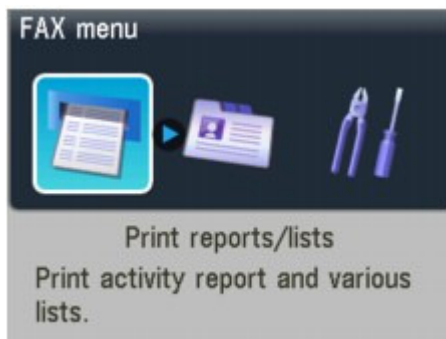 FAX menu
Print reports/lists
Print activity report and various
lists.